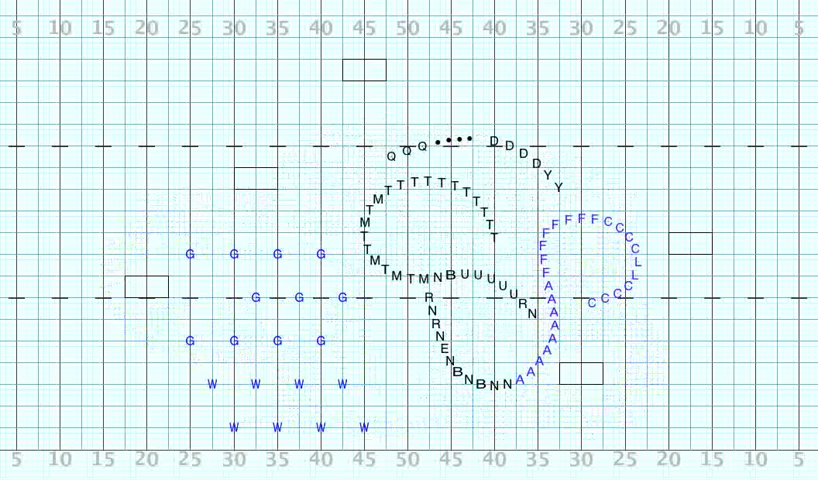 5 10 15 20 25 30 35 40 45 50 45 40 35 30 25 20 15 10 5
Q Q Q • • • • D D D D Y Y
T T T T T T T T T T T T
M T M T T M T M T M N B U U U U U R N
F F F F F F F F C C C C L L C C C C
G G G G
G G G
G G G G
R N R N E N B N B N N A A A A A A A A A
W W W W
W W W W
5 10 15 20 25 30 35 40 45 50 45 40 35 30 25 20 15 10 5